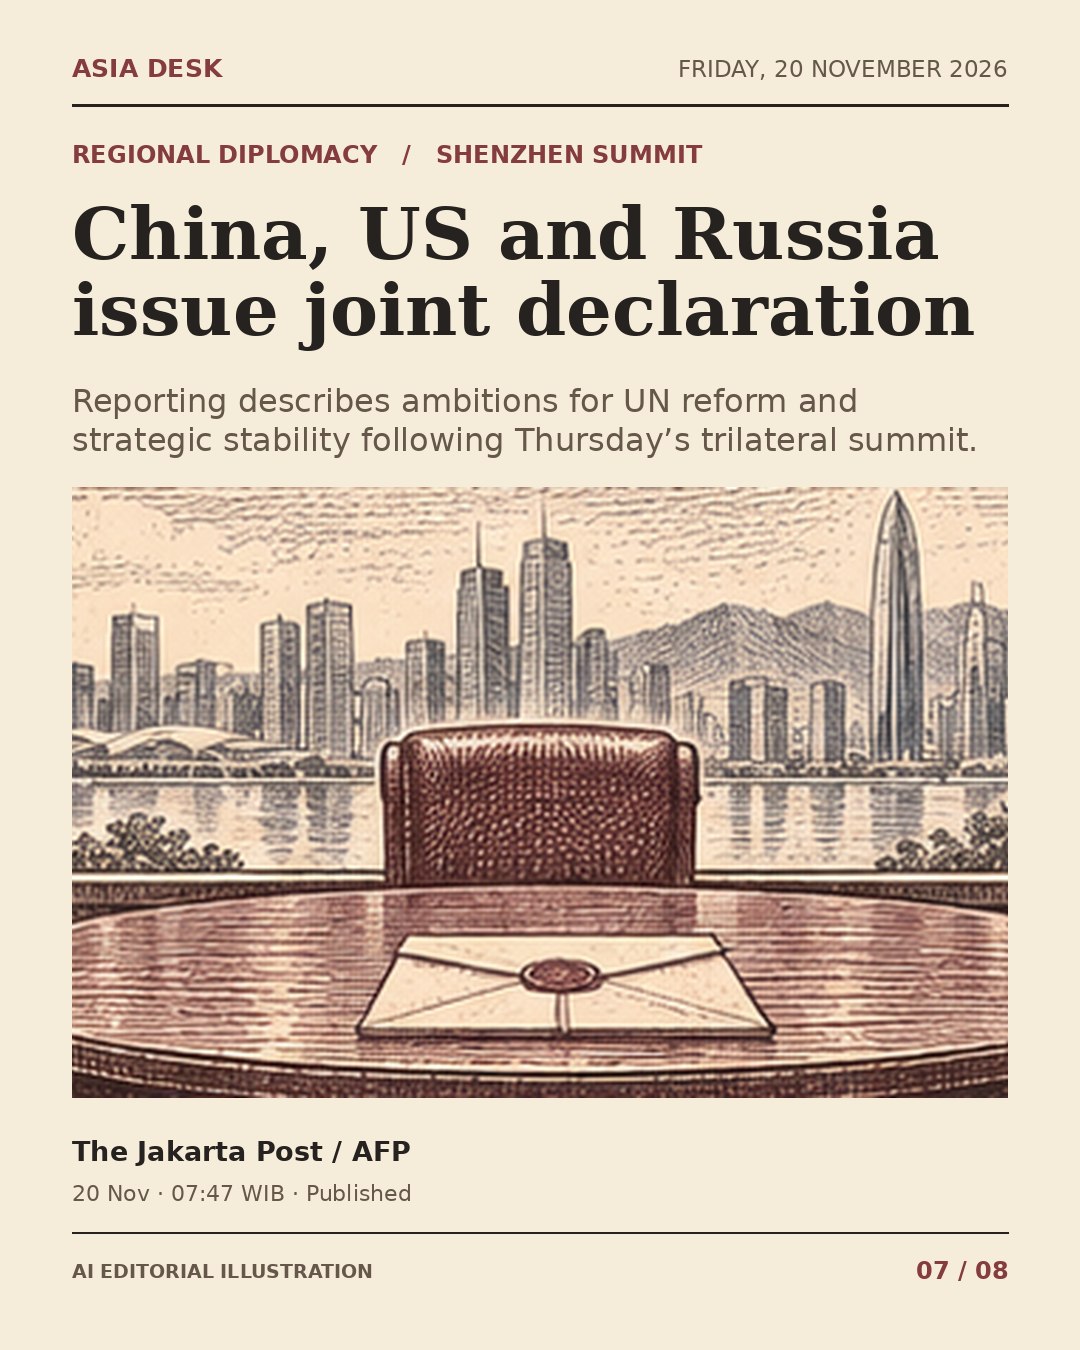 ASIA DESK
FRIDAY, 20 NOVEMBER 2026
REGIONAL DIPLOMACY / SHENZHEN SUMMIT
China, US and Russia
issue joint declaration
Reporting describes ambitions for UN reform and
strategic stability following Thursday’s trilateral summit.
The Jakarta Post / AFP
20 Nov · 07:47 WIB · Published
AI EDITORIAL ILLUSTRATION
07 / 08